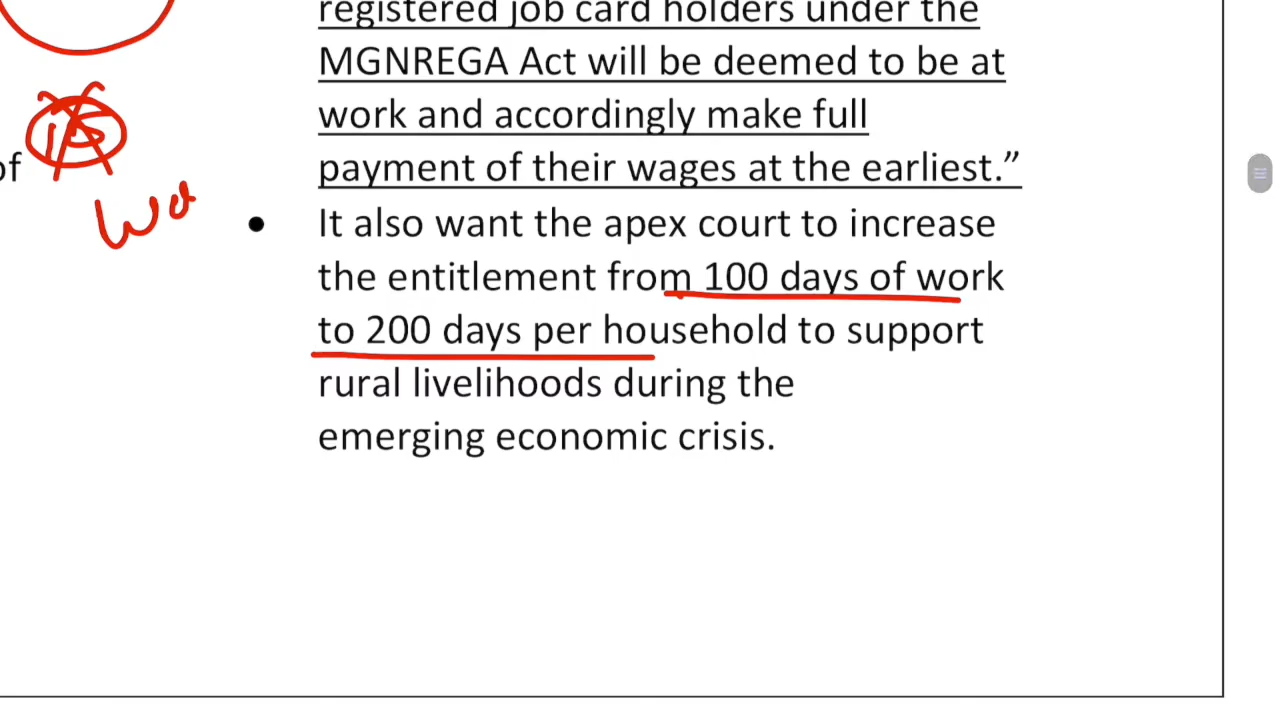 registered job card holders under the
MGNREGA Act will be deemed to be at
work and accordingly make full
payment of their wages at the earliest.”
of
15
• It also want the apex court to increase
the entitlement from 100 days of work
to 200 days per household to support
rural livelihoods during the
emerging economic crisis.